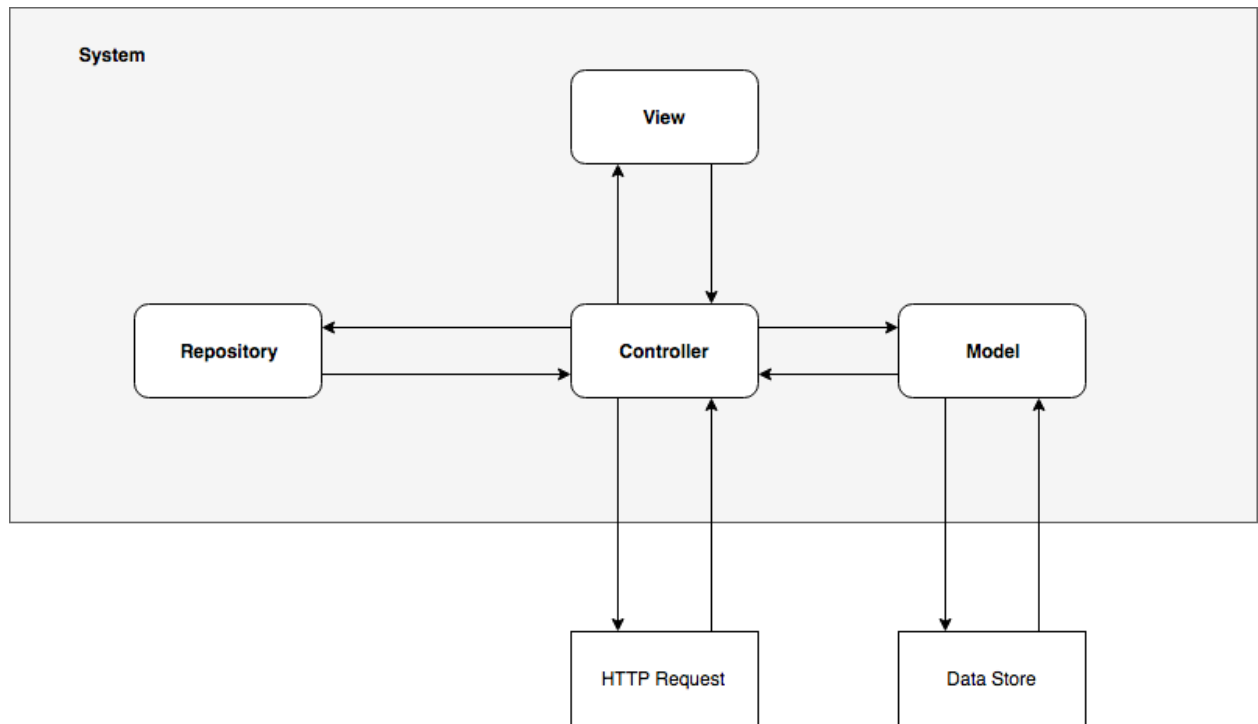 System
View
Repository
Controller
Model
HTTP Request
Data Store